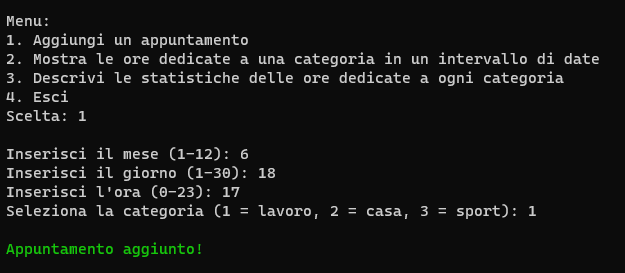 Menu:
1. Aggiungi un appuntamento
2. Mostra le ore dedicate a una categoria in un intervallo di date
3. Descrivi le statistiche delle ore dedicate a ogni categoria
4. Esci
Scelta: 1
Inserisci il mese (1-12): 6
Inserisci il giorno (1-30): 18
Inserisci l'ora (0-23): 17
Seleziona la categoria (1 = lavoro, 2 = casa, 3 = sport): 1
Appuntamento aggiunto!